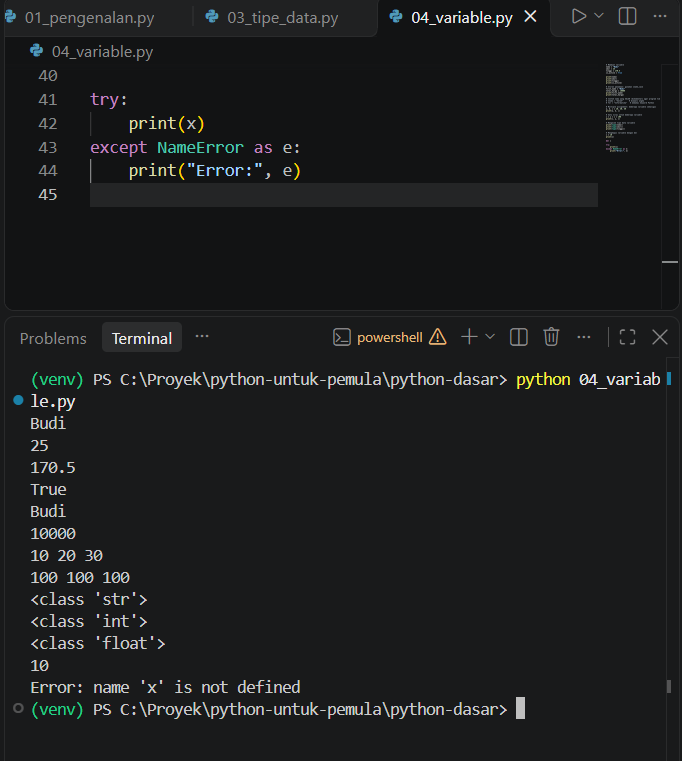 01_pengenalan.py 03_tipe_data.py 04_variable.py
04_variable.py
40
41 try:
42     print(x)
43 except NameError as e:
44     print("Error:", e)
45
Problems Terminal ··· powershell
(venv) PS C:\Proyek\python-untuk-pemula\python-dasar> python 04_variab
le.py
Budi
25
170.5
True
Budi
10000
10 20 30
100 100 100
<class 'str'>
<class 'int'>
<class 'float'>
10
Error: name 'x' is not defined
(venv) PS C:\Proyek\python-untuk-pemula\python-dasar>